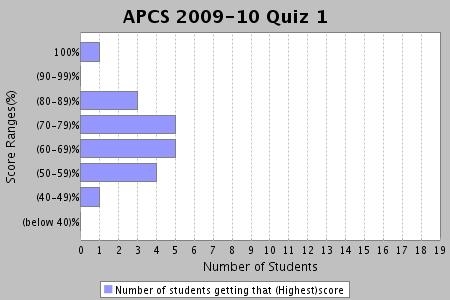 APCS 2009-10 Quiz 1
Score Ranges(%)
100%
(90-99)%
(80-89)%
(70-79)%
(60-69)%
(50-59)%
(40-49)%
(below 40)%
0 1 2 3 4 5 6 7 8 9 10 11 12 13 14 15 16 17 18 19
Number of Students
Number of students getting that (Highest)score